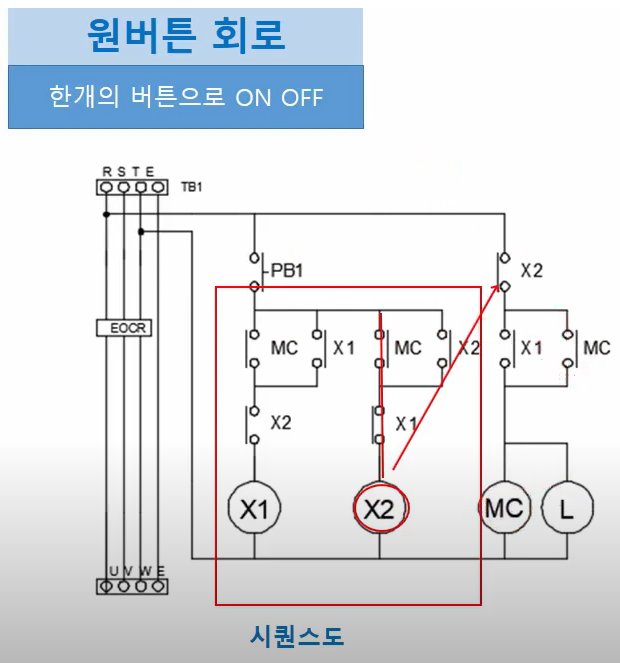 원버튼 회로
한개의 버튼으로 ON OFF
R S T E
TB1
PB1
X2
EOCR
MC X1 MC X2 X1 MC
X2 X1
X1 X2 MC L
U V W E
시퀀스도